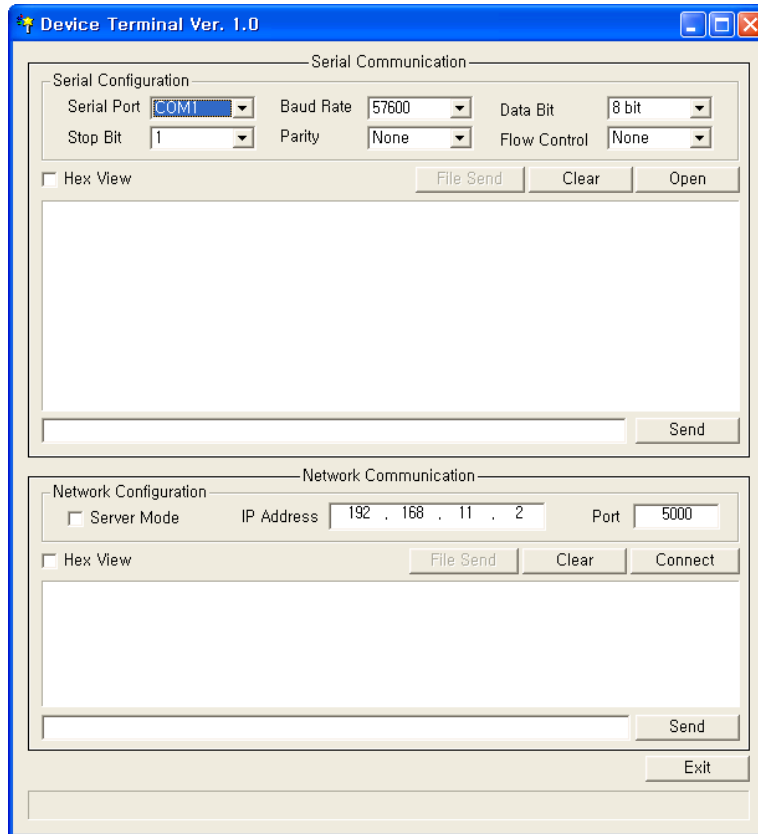 Device Terminal Ver. 1.0
Serial Communication
Serial Configuration
Serial Port COM1 Baud Rate 57600 Data Bit 8 bit
Stop Bit 1 Parity None Flow Control None
Hex View File Send Clear Open
Send
Network Communication
Network Configuration
Server Mode IP Address 192 . 168 . 11 . 2 Port 5000
Hex View File Send Clear Connect
Send
Exit